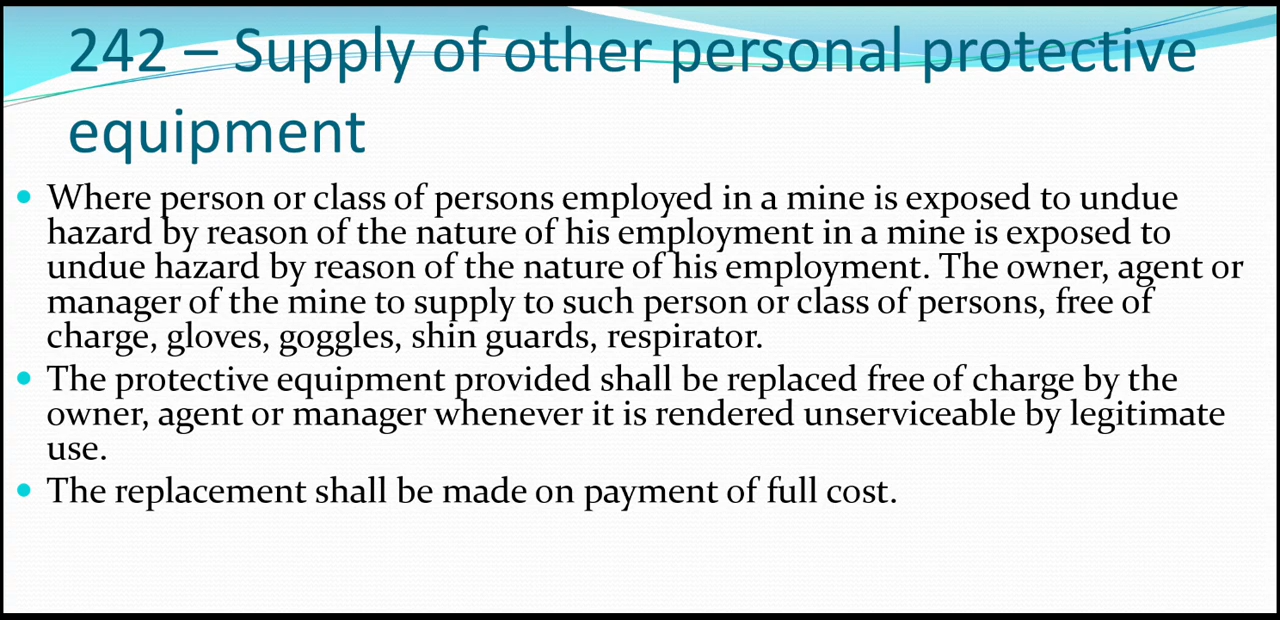 242 – Supply of other personal protective
equipment
• Where person or class of persons employed in a mine is exposed to undue
hazard by reason of the nature of his employment in a mine is exposed to
undue hazard by reason of the nature of his employment. The owner, agent or
manager of the mine to supply to such person or class of persons, free of
charge, gloves, goggles, shin guards, respirator.
• The protective equipment provided shall be replaced free of charge by the
owner, agent or manager whenever it is rendered unserviceable by legitimate
use.
• The replacement shall be made on payment of full cost.